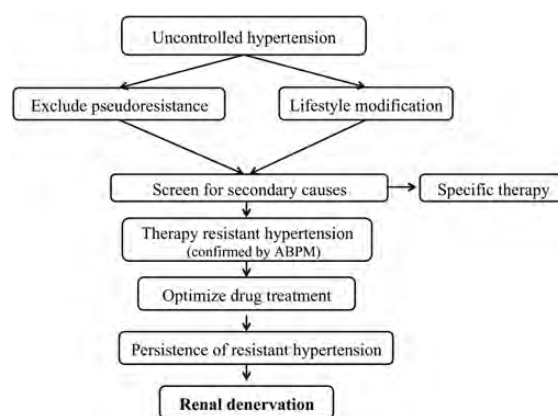 Uncontrolled hypertension
Exclude pseudoresistance
Lifestyle modification
Screen for secondary causes
Specific therapy
Therapy resistant hypertension
(confirmed by ABPM)
Optimize drug treatment
Persistence of resistant hypertension
Renal denervation